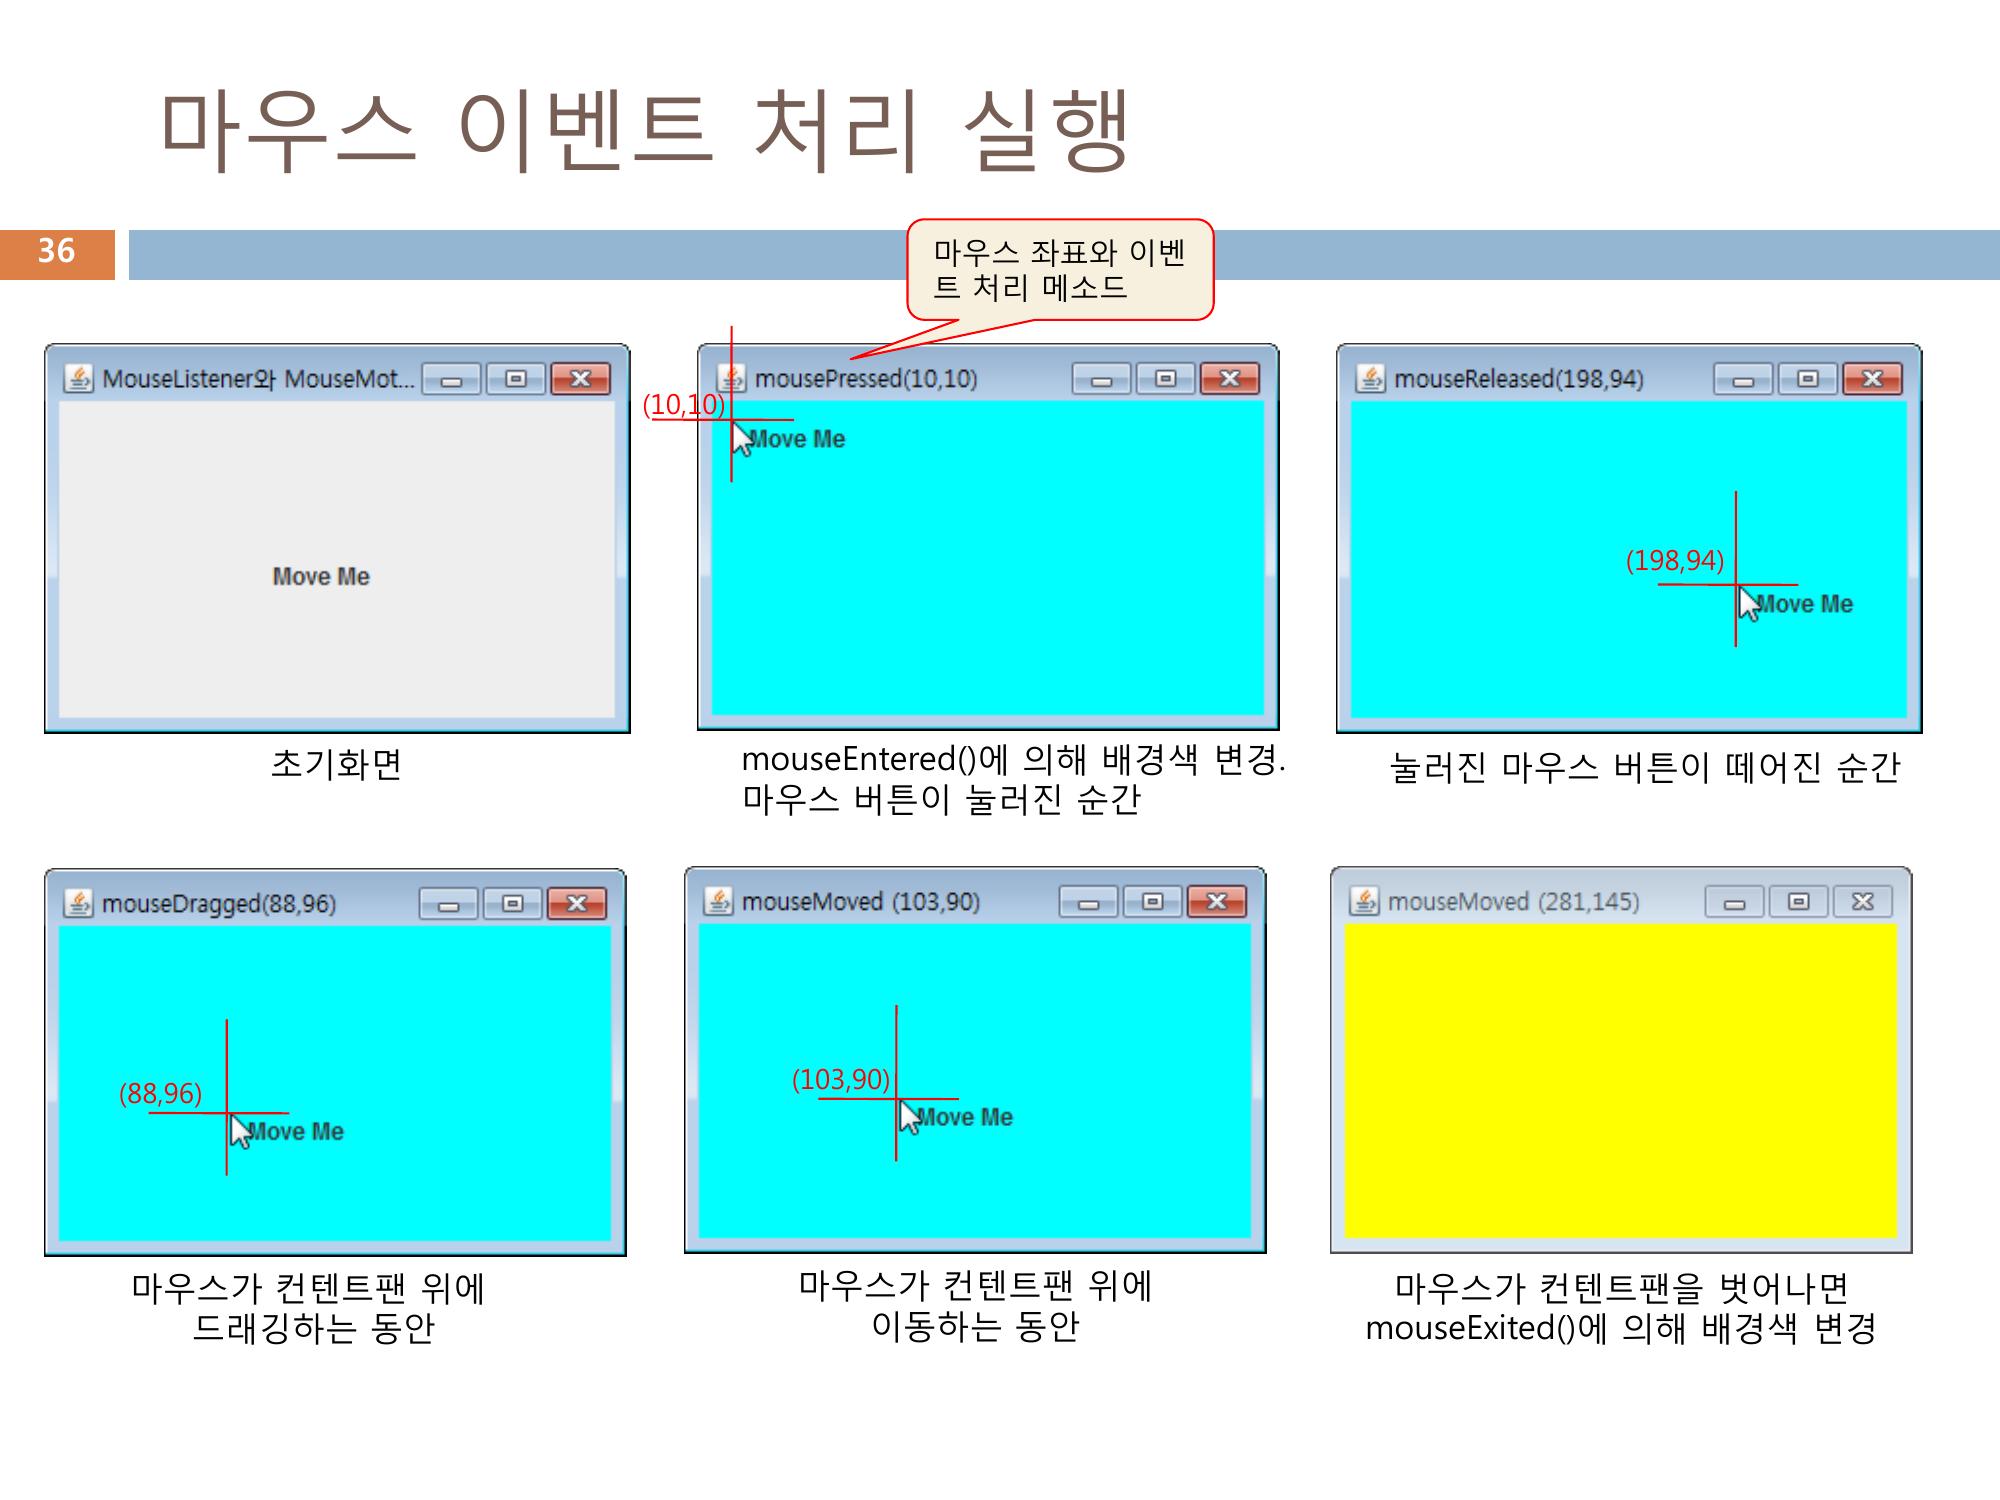 마우스 이벤트 처리 실행
36
마우스 좌표와 이벤
트 처리 메소드
MouseListener와 MouseMot...
Move Me
초기화면
mousePressed(10,10)
(10,10)
Move Me
mouseEntered()에 의해 배경색 변경.
마우스 버튼이 눌러진 순간
mouseReleased(198,94)
(198,94)
Move Me
눌러진 마우스 버튼이 떼어진 순간
mouseDragged(88,96)
(88,96)
Move Me
마우스가 컨텐트팬 위에
드래깅하는 동안
mouseMoved (103,90)
(103,90)
Move Me
마우스가 컨텐트팬 위에
이동하는 동안
mouseMoved (281,145)
마우스가 컨텐트팬을 벗어나면
mouseExited()에 의해 배경색 변경